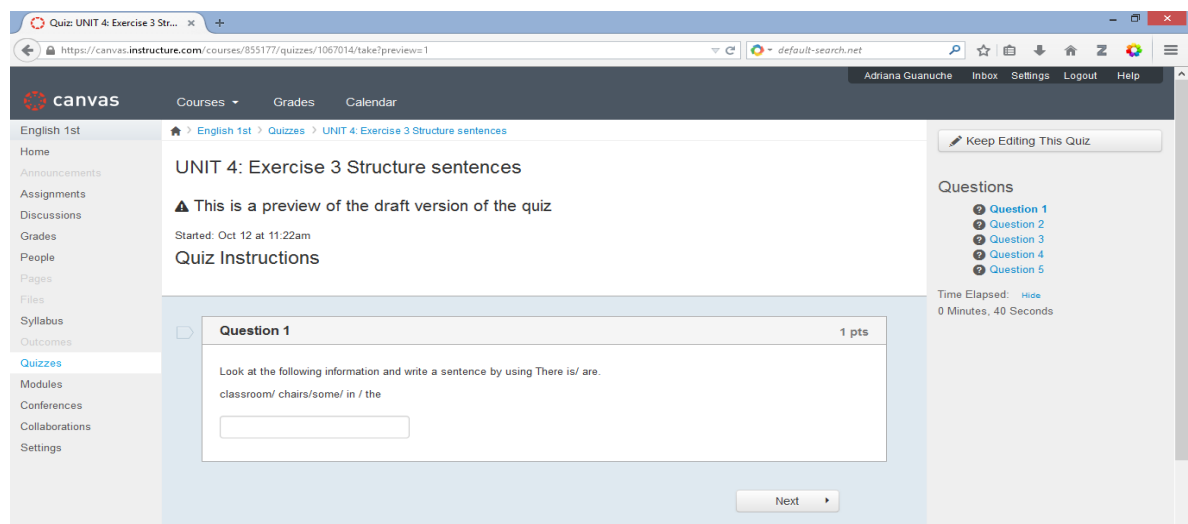 Quiz: UNIT 4: Exercise 3 Str...
https://canvas.instructure.com/courses/855177/quizzes/1067014/take?preview=1
default-search.net
Adriana Guanuche Inbox Settings Logout Help
canvas Courses Grades Calendar
English 1st
Home
Announcements
Assignments
Discussions
Grades
People
Pages
Files
Syllabus
Outcomes
Quizzes
Modules
Conferences
Collaborations
Settings
English 1st > Quizzes > UNIT 4: Exercise 3 Structure sentences
UNIT 4: Exercise 3 Structure sentences
This is a preview of the draft version of the quiz
Started: Oct 12 at 11:22am
Quiz Instructions
Question 1 1 pts
Look at the following information and write a sentence by using There is/ are.
classroom/ chairs/some/ in / the
Next
Keep Editing This Quiz
Questions
Question 1
Question 2
Question 3
Question 4
Question 5
Time Elapsed: Hide
0 Minutes, 40 Seconds